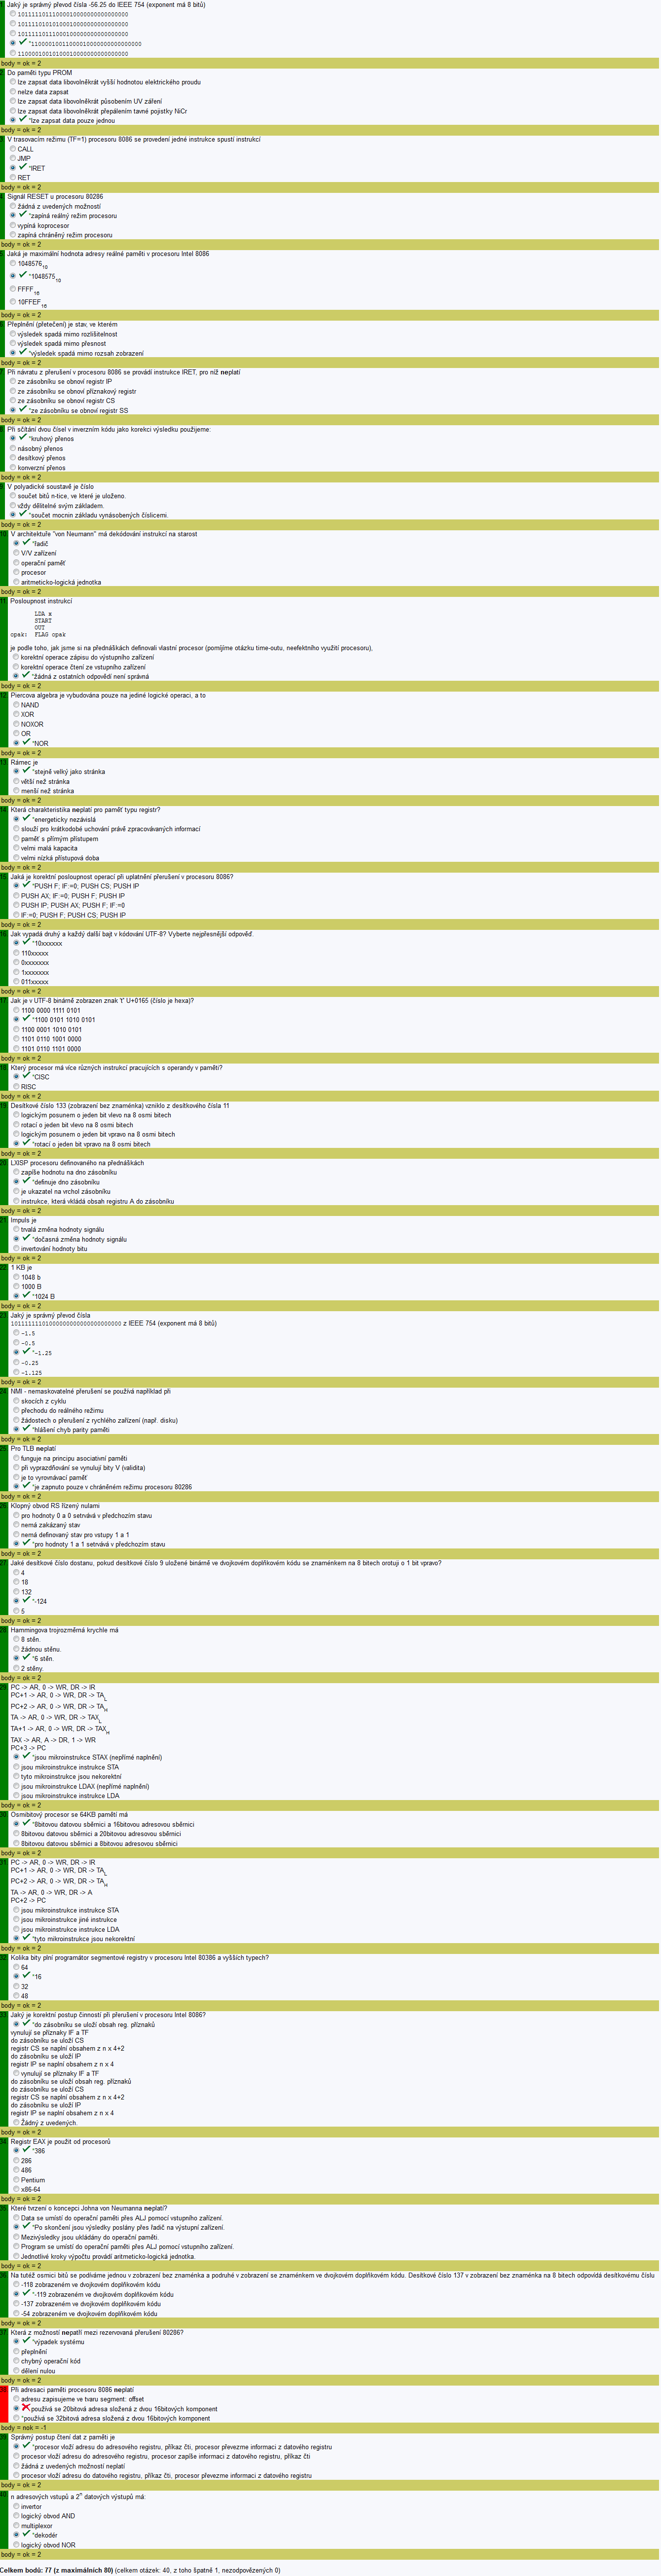 1. Jaký je správný převod čísla -56.25 do IEEE 754 (exponent má 8 bitů)
10111110111000010000000000000000
10111101010100010000000000000000
10111110111000100000000000000000
*11000010011000010000000000000000
11000010010100010000000000000000
body = ok = 2
2. Do paměti typu PROM
lze zapsat data libovolněkrát vyšší hodnotou elektrického proudu
nelze data zapsat
lze zapsat data libovolněkrát působením UV záření
lze zapsat data libovolněkrát přepálením tavné pojistky NiCr
*lze zapsat data pouze jednou
body = ok = 2
3. V trasovacím režimu (TF=1) procesoru 8086 se provedení jedné instrukce spustí instrukcí
CALL
JMP
*IRET
RET
body = ok = 2
4. Signál RESET u procesoru 80286
žádná z uvedených možností
*zapíná reálný režim procesoru
vypíná koprocesor
zapíná chráněný režim procesoru
body = ok = 2
5. Jaká je maximální hodnota adresy reálné paměti v procesoru Intel 8086
1048576₁₀
*1048575₁₀
FFFF₁₆
10FFEF₁₆
body = ok = 2
6. Přeplnění (přetečení) je stav, ve kterém
výsledek spadá mimo rozlišitelnost
výsledek spadá mimo přesnost
*výsledek spadá mimo rozsah zobrazení
body = ok = 2
7. Při návratu z přerušení v procesoru 8086 se provádí instrukce IRET, pro níž neplatí
ze zásobníku se obnoví registr IP
ze zásobníku se obnoví příznakový registr
ze zásobníku se obnoví registr CS
*ze zásobníku se obnoví registr SS
body = ok = 2
8. Při sčítání dvou čísel v inverzním kódu jako korekci výsledku použijeme:
*kruhový přenos
násobný přenos
desítkový přenos
konverzní přenos
body = ok = 2
9. V polyadické soustavě je číslo
součet bitů n-tice, ve které je uloženo.
vždy dělitelné svým základem.
*součet mocnin základu vynásobených číslicemi.
body = ok = 2
10. V architektuře "von Neumann" má dekódování instrukcí na starost
*řadič
V/V zařízení
operační paměť
procesor
aritmeticko-logická jednotka
body = ok = 2
11. Posloupnost instrukcí
LDA x
START
OUT
opak: FLAG opak
je podle toho, jak jsme si na přednáškách definovali vlastní procesor (pomíjíme otázku time-outu, neefektního využití procesoru),
korektní operace zápisu do výstupního zařízení
korektní operace čtení ze vstupního zařízení
*žádná z ostatních odpovědí není správná
body = ok = 2
12. Piercova algebra je vybudována pouze na jediné logické operaci, a to
NAND
XOR
NOXOR
OR
*NOR
body = ok = 2
13. Rámec je
*stejně velký jako stránka
větší než stránka
menší než stránka
body = ok = 2
14. Která charakteristika neplatí pro paměť typu registr?
*energeticky nezávislá
slouží pro krátkodobé uchování právě zpracovávaných informací
paměť s přímým přístupem
velmi malá kapacita
velmi nízká přístupová doba
body = ok = 2
15. Jaká je korektní posloupnost operací při uplatnění přerušení v procesoru 8086?
*PUSH F; IF:=0; PUSH CS; PUSH IP
PUSH AX; IF:=0; PUSH F; PUSH IP
PUSH IP; PUSH AX; PUSH F; IF:=0
IF:=0; PUSH F; PUSH CS; PUSH IP
body = ok = 2
16. Jak vypadá druhý a každý další bajt v kódování UTF-8? Vyberte nejpřesnější odpověď.
*10xxxxxx
110xxxxx
0xxxxxxx
1xxxxxxx
011xxxxx
body = ok = 2
17. Jak je v UTF-8 binárně zobrazen znak 'ť' U+0165 (číslo je hexa)?
1100 0000 1111 0101
*1100 0101 1010 0101
1100 0001 1010 0101
1101 0110 1001 0000
1101 0110 1101 0000
body = ok = 2
18. Který procesor má více různých instrukcí pracujících s operandy v paměti?
*CISC
RISC
body = ok = 2
19. Desítkové číslo 133 (zobrazení bez znaménka) vzniklo z desítkového čísla 11
logickým posunem o jeden bit vlevo na 8 osmi bitech
rotací o jeden bit vlevo na 8 osmi bitech
logickým posunem o jeden bit vpravo na 8 osmi bitech
*rotací o jeden bit vpravo na 8 osmi bitech
body = ok = 2
20. LXISP procesoru definovaného na přednáškách
zapíše hodnotu na dno zásobníku
*definuje dno zásobníku
je ukazatel na vrchol zásobníku
instrukce, která vkládá obsah registru A do zásobníku
body = ok = 2
21. Impuls je
trvalá změna hodnoty signálu
*dočasná změna hodnoty signálu
invertování hodnoty bitu
body = ok = 2
22. 1 KB je
1048 b
1000 B
*1024 B
body = ok = 2
23. Jaký je správný převod čísla
10111111101000000000000000000000 z IEEE 754 (exponent má 8 bitů)
-1.5
-0.5
*-1.25
-0.25
-1.125
body = ok = 2
24. NMI - nemaskovatelné přerušení se používá například při
skocích z cyklu
přechodu do reálného režimu
žádostech o přerušení z rychlého zařízení (např. disku)
*hlášení chyb parity paměti
body = ok = 2
25. Pro TLB neplatí
funguje na principu asociativní paměti
při vyprazdňování se vynulují bity V (validita)
je to vyrovnávací paměť
*je zapnuto pouze v chráněném režimu procesoru 80286
body = ok = 2
26. Klopný obvod RS řízený nulami
pro hodnoty 0 a 0 setrvává v předchozím stavu
nemá zakázaný stav
nemá definovaný stav pro vstupy 1 a 1
*pro hodnoty 1 a 1 setrvává v předchozím stavu
body = ok = 2
27. Jaké desítkové číslo dostanu, pokud desítkové číslo 9 uložené binárně ve dvojkovém doplňkovém kódu se znaménkem na 8 bitech orotuji o 1 bit vpravo?
4
18
132
*-124
5
body = ok = 2
28. Hammingova trojrozměrná krychle má
8 stěn.
žádnou stěnu.
*6 stěn.
2 stěny.
body = ok = 2
29. PC -> AR, 0 -> WR, DR -> IR
PC+1 -> AR, 0 -> WR, DR -> TA_L
PC+2 -> AR, 0 -> WR, DR -> TA_H
TA -> AR, 0 -> WR, DR -> TAX_L
TA+1 -> AR, 0 -> WR, DR -> TAX_H
TAX -> AR, A -> DR, 1 -> WR
PC+3 -> PC
*jsou mikroinstrukce STAX (nepřímé naplnění)
jsou mikroinstrukce instrukce STA
tyto mikroinstrukce jsou nekorektní
jsou mikroinstrukce LDAX (nepřímé naplnění)
jsou mikroinstrukce instrukce LDA
body = ok = 2
30. Osmibitový procesor se 64KB pamětí má
*8bitovou datovou sběrnici a 16bitovou adresovou sběrnici
8bitovou datovou sběrnici a 20bitovou adresovou sběrnici
8bitovou datovou sběrnici a 8bitovou adresovou sběrnici
body = ok = 2
31. PC -> AR, 0 -> WR, DR -> IR
PC+1 -> AR, 0 -> WR, DR -> TA_L
PC+2 -> AR, 0 -> WR, DR -> TA_H
TA -> AR, 0 -> WR, DR -> A
PC+2 -> PC
jsou mikroinstrukce instrukce STA
jsou mikroinstrukce jiné instrukce
jsou mikroinstrukce instrukce LDA
*tyto mikroinstrukce jsou nekorektní
body = ok = 2
32. Kolika bity plní programátor segmentové registry v procesoru Intel 80386 a vyšších typech?
64
*16
32
48
body = ok = 2
33. Jaký je korektní postup činností při přerušení v procesoru Intel 8086?
*do zásobníku se uloží obsah reg. příznaků
vynulují se příznaky IF a TF
do zásobníku se uloží CS
registr CS se naplní obsahem z n x 4+2
do zásobníku se uloží IP
registr IP se naplní obsahem z n x 4
vynulují se příznaky IF a TF
do zásobníku se uloží obsah reg. příznaků
do zásobníku se uloží CS
registr CS se naplní obsahem z n x 4+2
do zásobníku se uloží IP
registr IP se naplní obsahem z n x 4
Žádný z uvedených.
body = ok = 2
34. Registr EAX je použit od procesorů
*386
286
486
Pentium
x86-64
body = ok = 2
35. Které tvrzení o koncepci Johna von Neumanna neplatí?
Data se umístí do operační paměti přes ALJ pomocí vstupního zařízení.
*Po skončení jsou výsledky poslány přes řadič na výstupní zařízení.
Mezivýsledky jsou ukládány do operační paměti.
Program se umístí do operační paměti přes ALJ pomocí vstupního zařízení.
Jednotlivé kroky výpočtu provádí aritmeticko-logická jednotka.
body = ok = 2
36. Na tutéž osmici bitů se podíváme jednou v zobrazení bez znaménka a podruhé v zobrazení se znaménkem ve dvojkovém doplňkovém kódu. Desítkové číslo 137 v zobrazení bez znaménka na 8 bitech odpovídá desítkovému číslu
-118 zobrazeném ve dvojkovém doplňkovém kódu
*-119 zobrazeném ve dvojkovém doplňkovém kódu
-137 zobrazeném ve dvojkovém doplňkovém kódu
-54 zobrazeném ve dvojkovém doplňkovém kódu
body = ok = 2
37. Která z možností nepatří mezi rezervovaná přerušení 80286?
*výpadek systému
přeplnění
chybný operační kód
dělení nulou
body = ok = 2
38. Při adresaci paměti procesoru 8086 neplatí
adresu zapisujeme ve tvaru segment: offset
používá se 20bitová adresa složená z dvou 16bitových komponent
*používá se 32bitová adresa složená z dvou 16bitových komponent
body = nok = -1
39. Správný postup čtení dat z paměti je
*procesor vloží adresu do adresového registru, příkaz čti, procesor převezme informaci z datového registru
procesor vloží adresu do adresového registru, procesor zapíše informaci z datového registru, příkaz čti
žádná z uvedených možností neplatí
procesor vloží adresu do datového registru, příkaz čti, procesor převezme informaci z datového registru
body = ok = 2
40. n adresových vstupů a 2ⁿ datových výstupů má:
invertor
logický obvod AND
multiplexor
*dekodér
logický obvod NOR
body = ok = 2
Celkem bodů: 77 (z maximálních 80) (celkem otázek: 40, z toho špatně 1, nezodpovězených 0)